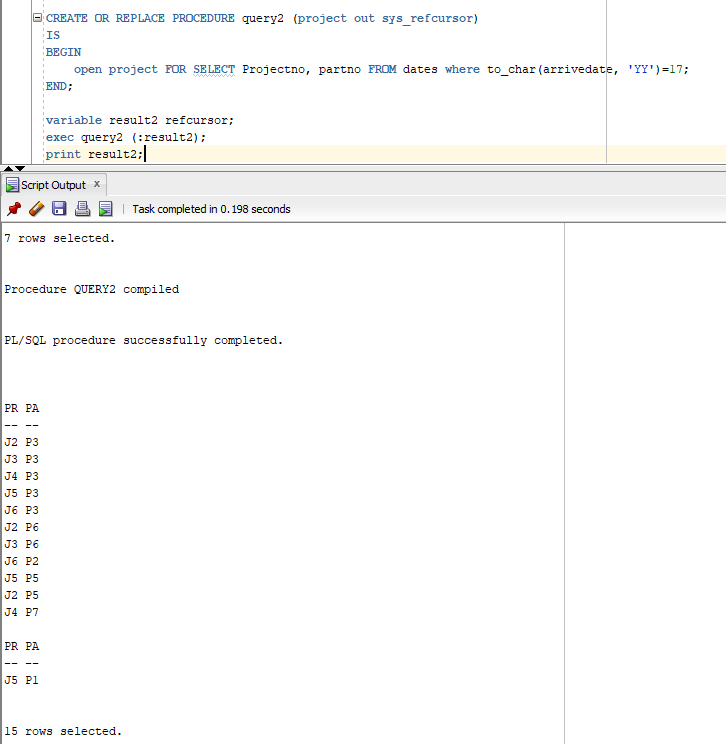 CREATE OR REPLACE PROCEDURE query2 (project out sys_refcursor)
IS
BEGIN
open project FOR SELECT Projectno, partno FROM dates where to_char(arrivedate, 'YY')=17;
END;
variable result2 refcursor;
exec query2 (:result2);
print result2;
Script Output x
Task completed in 0.198 seconds
7 rows selected.
Procedure QUERY2 compiled
PL/SQL procedure successfully completed.
PR PA
-- --
J2 P3
J3 P3
J4 P3
J5 P3
J6 P3
J2 P6
J3 P6
J6 P2
J5 P5
J2 P5
J4 P7
PR PA
-- --
J5 P1
15 rows selected.